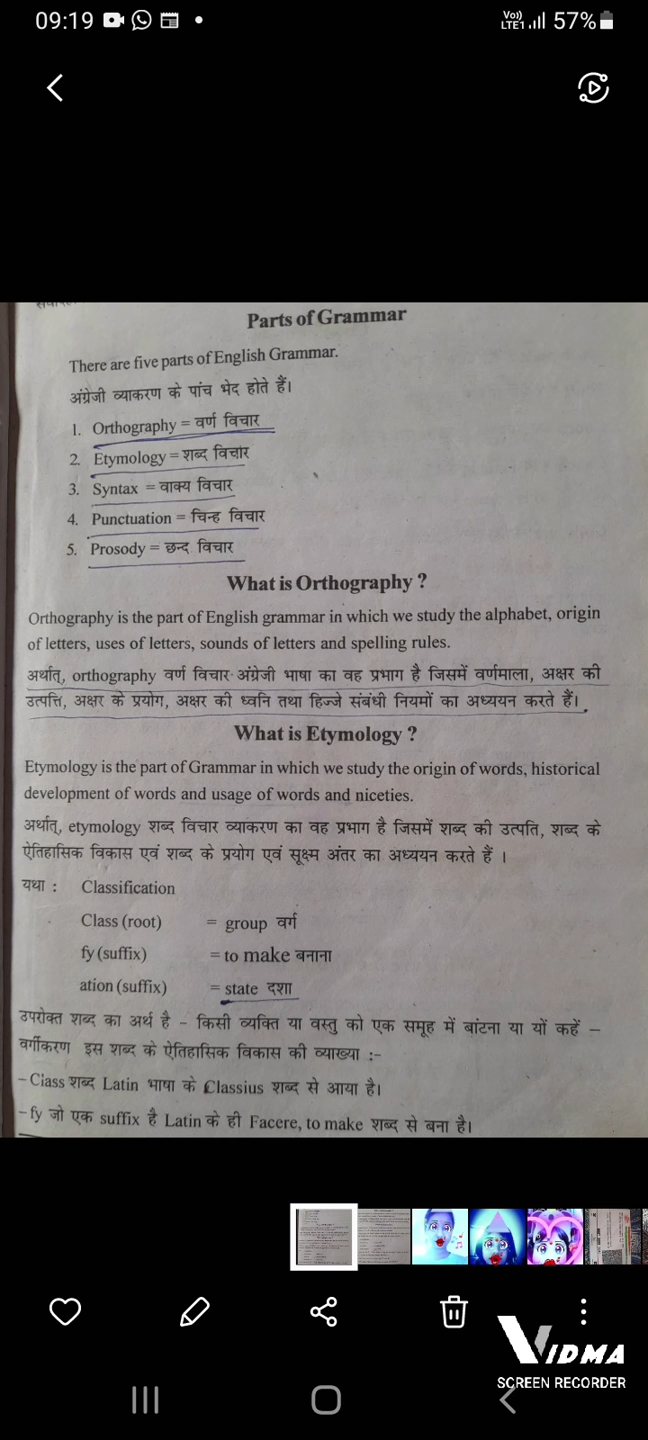 09:19
Vo))
LTE1
57%
Parts of Grammar
There are five parts of English Grammar.
अंग्रेजी व्याकरण के पांच भेद होते हैं।
1. Orthography = वर्ण विचार
2. Etymology = शब्द विचार
3. Syntax = वाक्य विचार
4. Punctuation = चिन्ह विचार
5. Prosody = छन्द विचार
What is Orthography ?
Orthography is the part of English grammar in which we study the alphabet, origin
of letters, uses of letters, sounds of letters and spelling rules.
अर्थात्, orthography वर्ण विचार अंग्रेजी भाषा का वह प्रभाग है जिसमें वर्णमाला, अक्षर की
उत्पत्ति, अक्षर के प्रयोग, अक्षर की ध्वनि तथा हिज्जे संबंधी नियमों का अध्ययन करते हैं।
What is Etymology ?
Etymology is the part of Grammar in which we study the origin of words, historical
development of words and usage of words and niceties.
अर्थात्, etymology शब्द विचार व्याकरण का वह प्रभाग है जिसमें शब्द की उत्पति, शब्द के
ऐतिहासिक विकास एवं शब्द के प्रयोग एवं सूक्ष्म अंतर का अध्ययन करते हैं ।
यथा : Classification
Class (root) = group वर्ग
fy (suffix) = to make बनाना
ation (suffix) = state दशा
उपरोक्त शब्द का अर्थ है - किसी व्यक्ति या वस्तु को एक समूह में बांटना या यों कहें –
वर्गीकरण इस शब्द के ऐतिहासिक विकास की व्याख्या :-
- Class शब्द Latin भाषा के Classius शब्द से आया है।
- fy जो एक suffix है Latin के ही Facere, to make शब्द से बना है।
VIDMA
SCREEN RECORDER